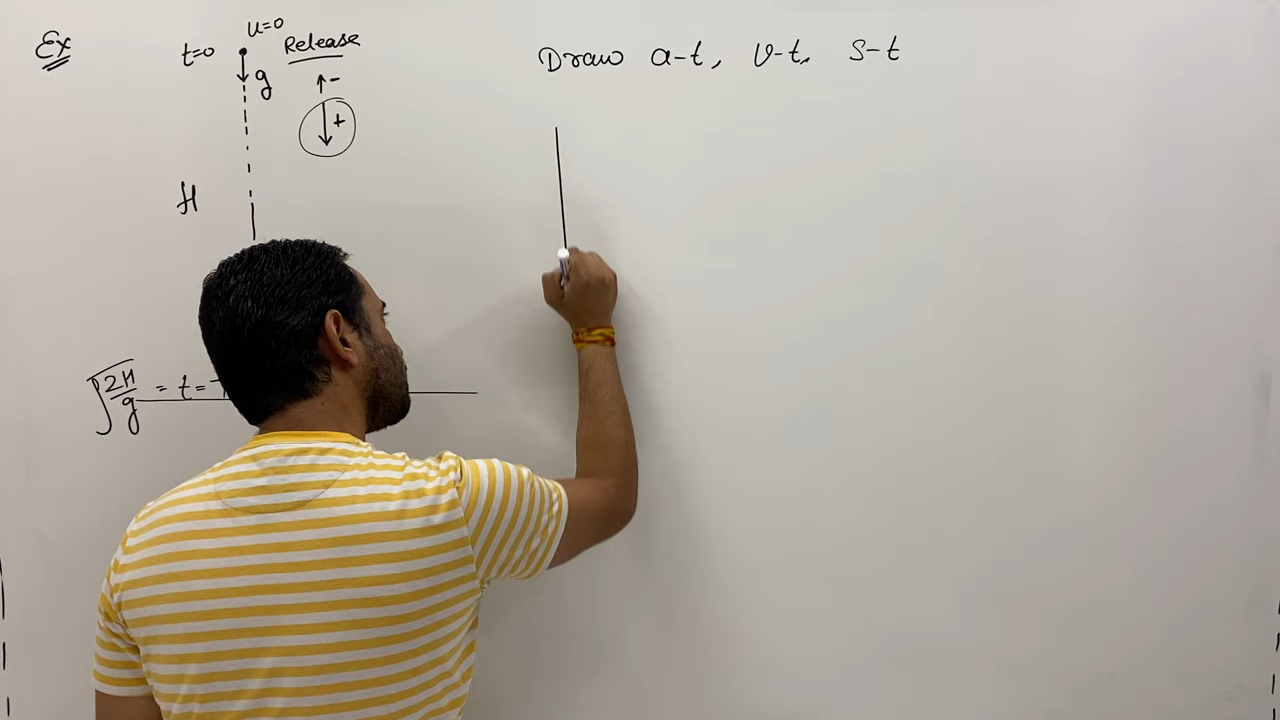 Ex
u=0
t=0
Release
g
-
+
H
√2H/g = t = T
Draw a-t, v-t, s-t